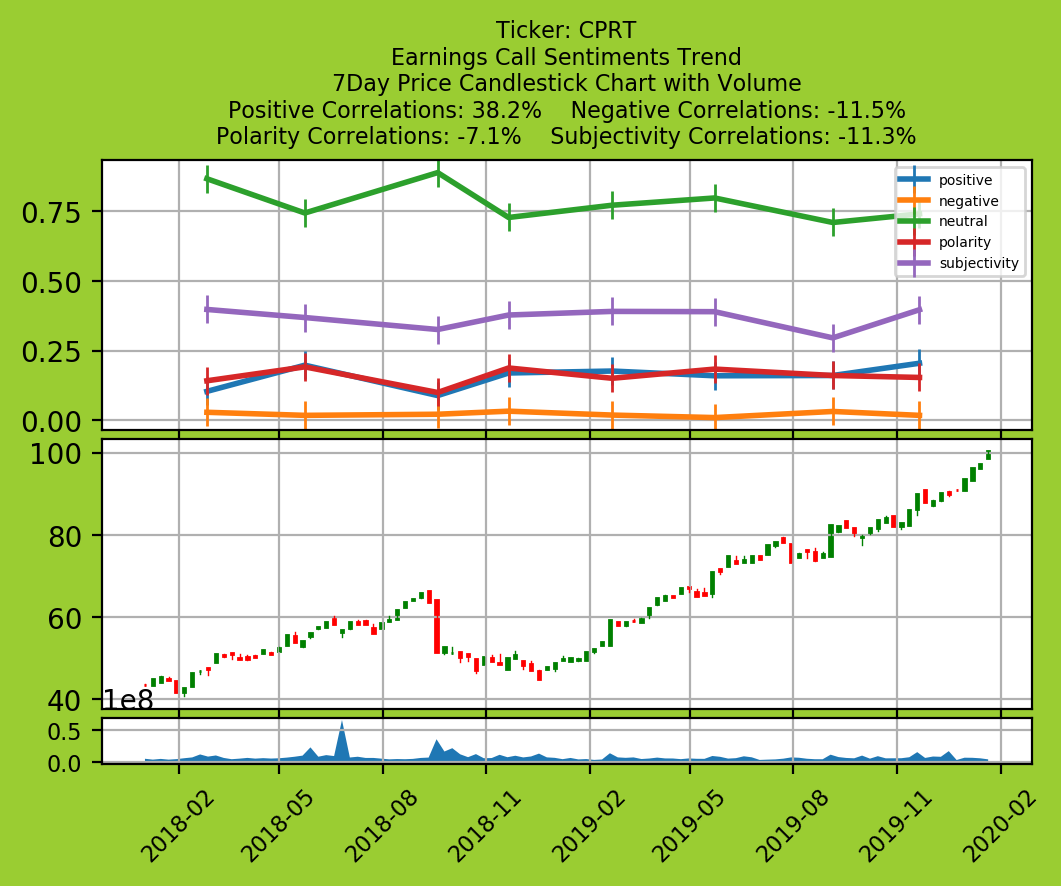 Ticker: CPRT
Earnings Call Sentiments Trend
7Day Price Candlestick Chart with Volume
Positive Correlations: 38.2%    Negative Correlations: -11.5%
Polarity Correlations: -7.1%    Subjectivity Correlations: -11.3%
positive
negative
neutral
polarity
subjectivity
0.75
0.50
0.25
0.00
100
80
60
40
1e8
0.5
0.0
2018-02
2018-05
2018-08
2018-11
2019-02
2019-05
2019-08
2019-11
2020-02